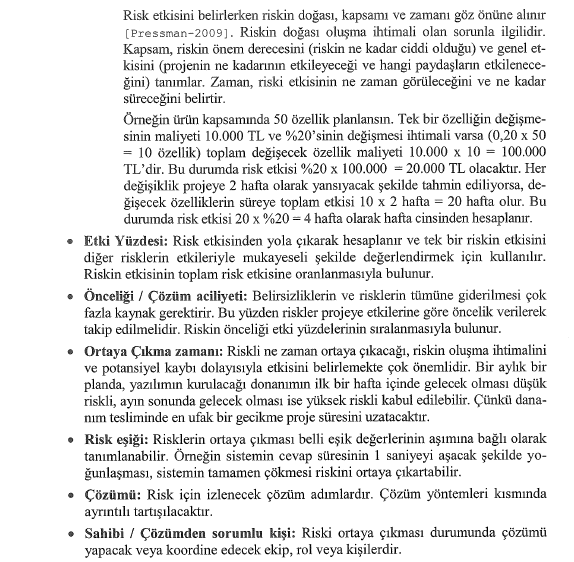 Risk etkisini belirlerken riskin doğası, kapsamı ve zamanı göz önüne alınır
[Pressman-2009]. Riskin doğası oluşma ihtimali olan sorunla ilgilidir.
Kapsam, riskin önem derecesini (riskin ne kadar ciddi olduğu) ve genel et-
kisini (projenin ne kadarının etkileyeceği ve hangi paydaşların etkilenece-
ğini) tanımlar. Zaman, riski etkisinin ne zaman görüleceğini ve ne kadar
süreceğini belirtir.
Örneğin ürün kapsamında 50 özellik planlansın. Tek bir özelliğin değişme-
sinin maliyeti 10.000 TL ve %20’sinin değişmesi ihtimali varsa (0,20 x 50
= 10 özellik) toplam değişecek özellik maliyeti 10.000 x 10 = 100.000
TL’dir. Bu durumda risk etkisi %20 x 100.000 = 20.000 TL olacaktır. Her
değişiklik projeye 2 hafta olarak yansıyacak şekilde tahmin ediliyorsa, de-
ğişecek özelliklerin süreye toplam etkisi 10 x 2 hafta = 20 hafta olur. Bu
durumda risk etkisi 20 x %20 = 4 hafta olarak hafta cinsinden hesaplanır.
• Etki Yüzdesi: Risk etkisinden yola çıkarak hesaplanır ve tek bir riskin etkisini
diğer risklerin etkileriyle mukayeseli şekilde değerlendirmek için kullanılır.
Riskin etkisinin toplam risk etkisine oranlanmasıyla bulunur.
• Önceliği / Çözüm aciliyeti: Belirsizliklerin ve risklerin tümüne giderilmesi çok
fazla kaynak gerektirir. Bu yüzden riskler projeye etkilerine göre öncelik verilerek
takip edilmelidir. Riskin önceliği etki yüzdelerinin sıralanmasıyla bulunur.
• Ortaya Çıkma zamanı: Riskli ne zaman ortaya çıkacağı, riskin oluşma ihtimalini
ve potansiyel kaybı dolayısıyla etkisini belirlemekte çok önemlidir. Bir aylık bir
planda, yazılımın kurulacağı donanımın ilk bir hafta içinde gelecek olması düşük
riskli, ayın sonunda gelecek olması ise yüksek riskli kabul edilebilir. Çünkü dana-
nım tesliminde en ufak bir gecikme proje süresini uzatacaktır.
• Risk eşiği: Risklerin ortaya çıkması belli eşik değerlerinin aşımına bağlı olarak
tanımlanabilir. Örneğin sistemin cevap süresinin 1 saniyeyi aşacak şekilde yo-
ğunlaşması, sistemin tamamen çökmesi riskini ortaya çıkartabilir.
• Çözümü: Risk için izlenecek çözüm adımlardır. Çözüm yöntemleri kısmında
ayrıntılı tartışılacaktır.
• Sahibi / Çözümden sorumlu kişi: Riski ortaya çıkması durumunda çözümü
yapacak veya koordine edecek ekip, rol veya kişilerdir.